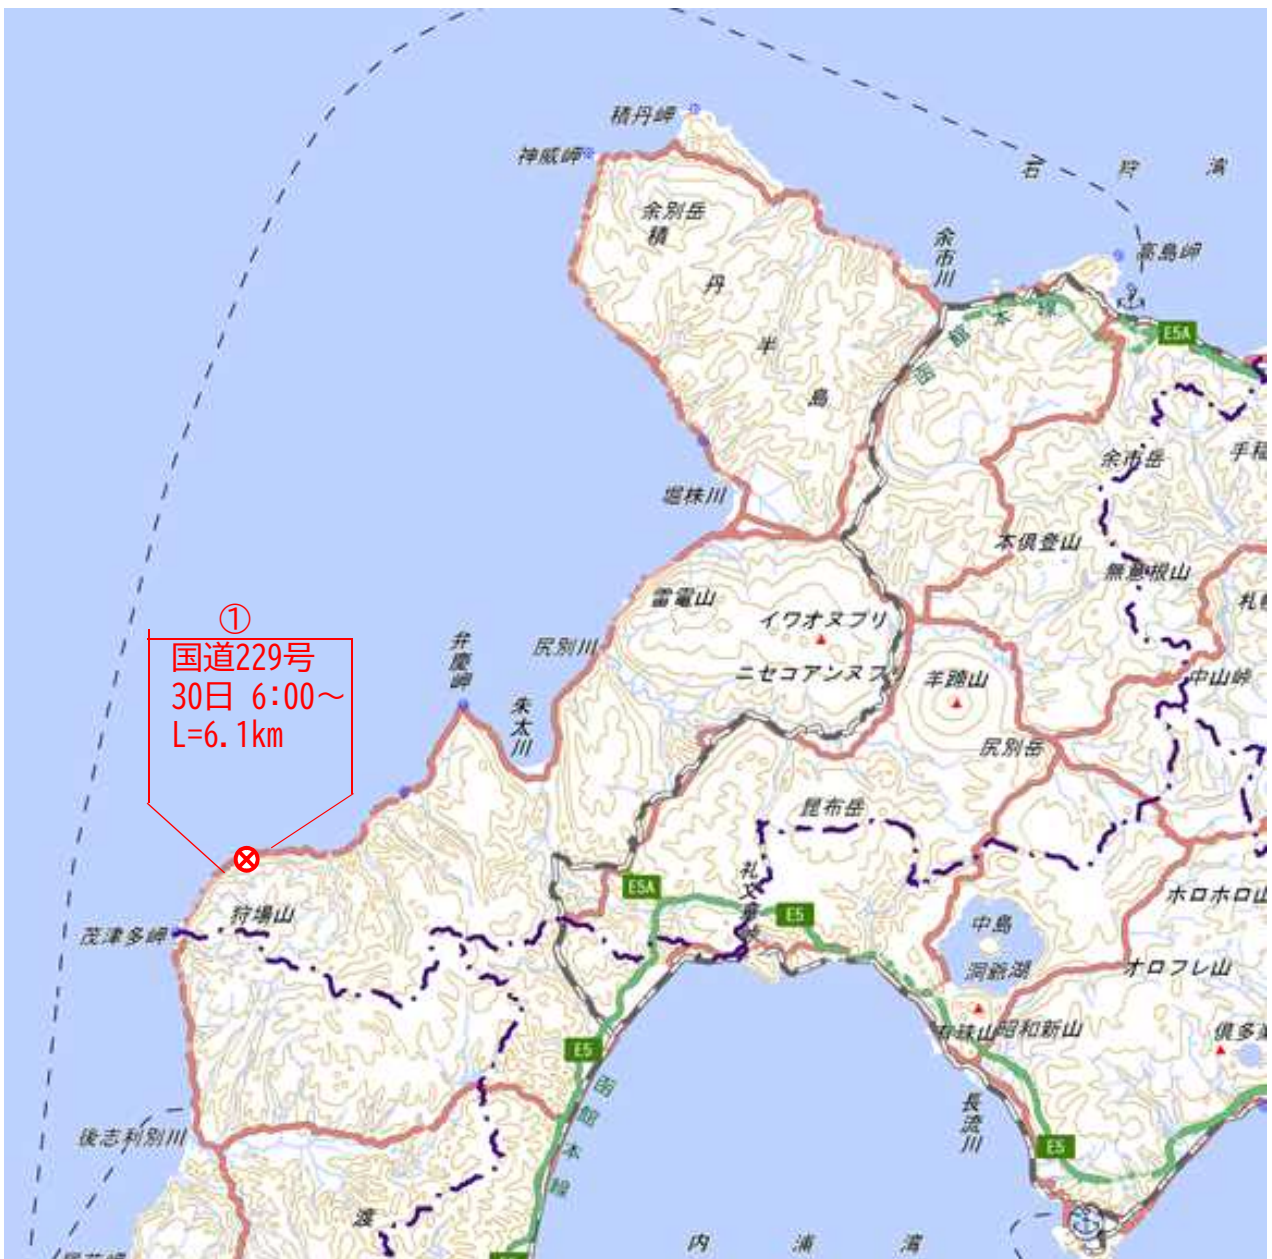 積丹岬
神威岬
石狩湾
余別岳
積丹半島
余市川
高島岬
函館本線
E5A
余市岳
手稲
堀株川
本倶登山
無意根山
雷電山
イワオヌプリ
①
国道229号
30日 6:00～
L=6.1km
弁慶岬
尻別川
ニセコアンヌプリ
羊蹄山
中山峠
朱太川
尻別岳
昆布岳
礼文華峠
E5A
E5
ホロホロ山
狩場山
中島
茂津多岬
洞爺湖
オロフレ山
有珠山
昭和新山
倶多楽
E5
函館本線
長流川
後志利別川
E5
渡
内浦湾